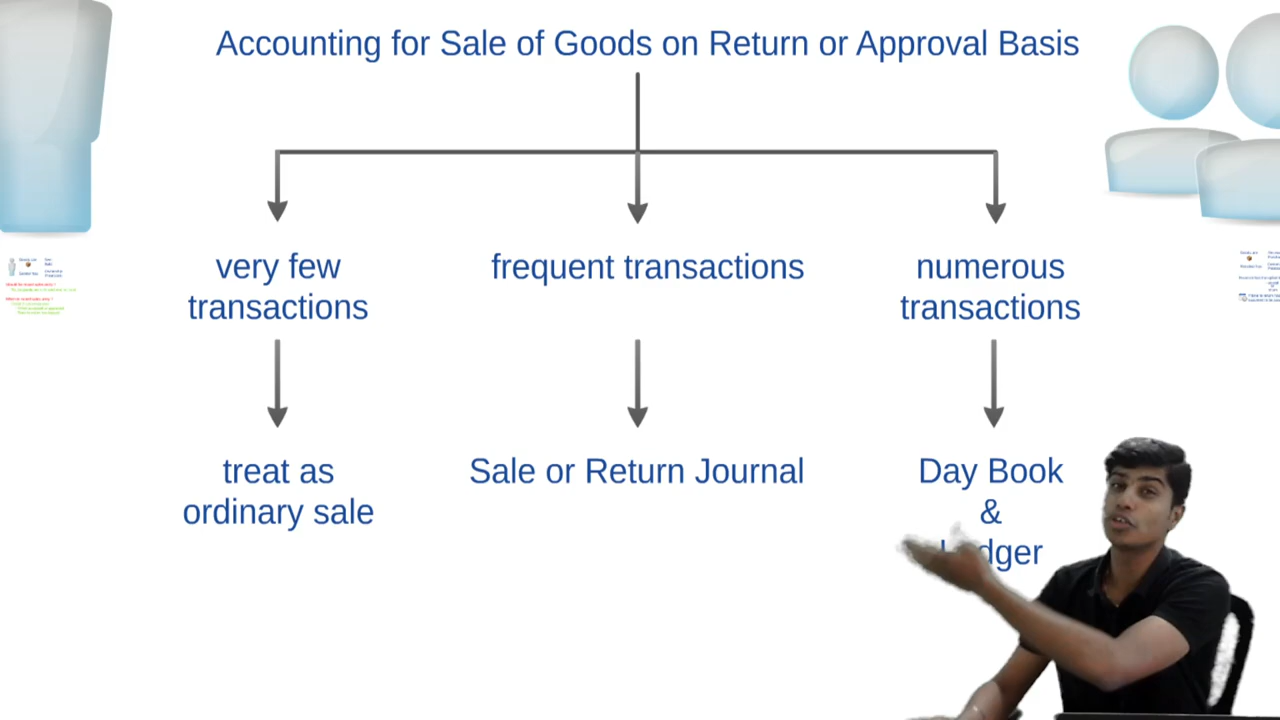 Accounting for Sale of Goods on Return or Approval Basis
very few
transactions
frequent transactions
numerous
transactions
treat as
ordinary sale
Sale or Return Journal
Day Book
&
Ledger